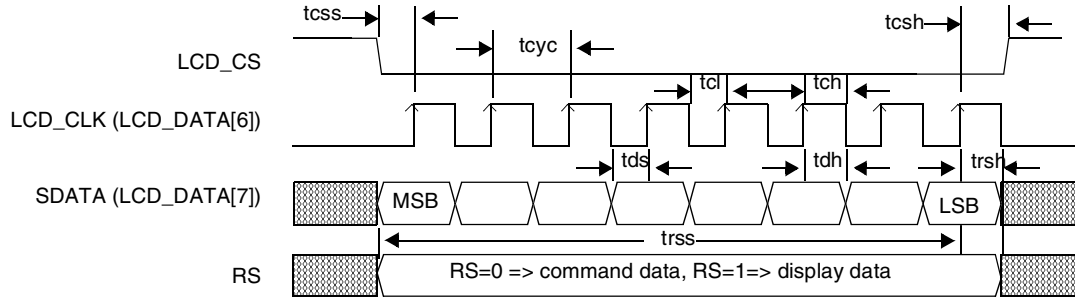 tcss
tcsh
tcyc
LCD_CS
tcl
tch
LCD_CLK (LCD_DATA[6])
tds
tdh
trsh
SDATA (LCD_DATA[7])
MSB
LSB
trss
RS
RS=0 => command data, RS=1=> display data